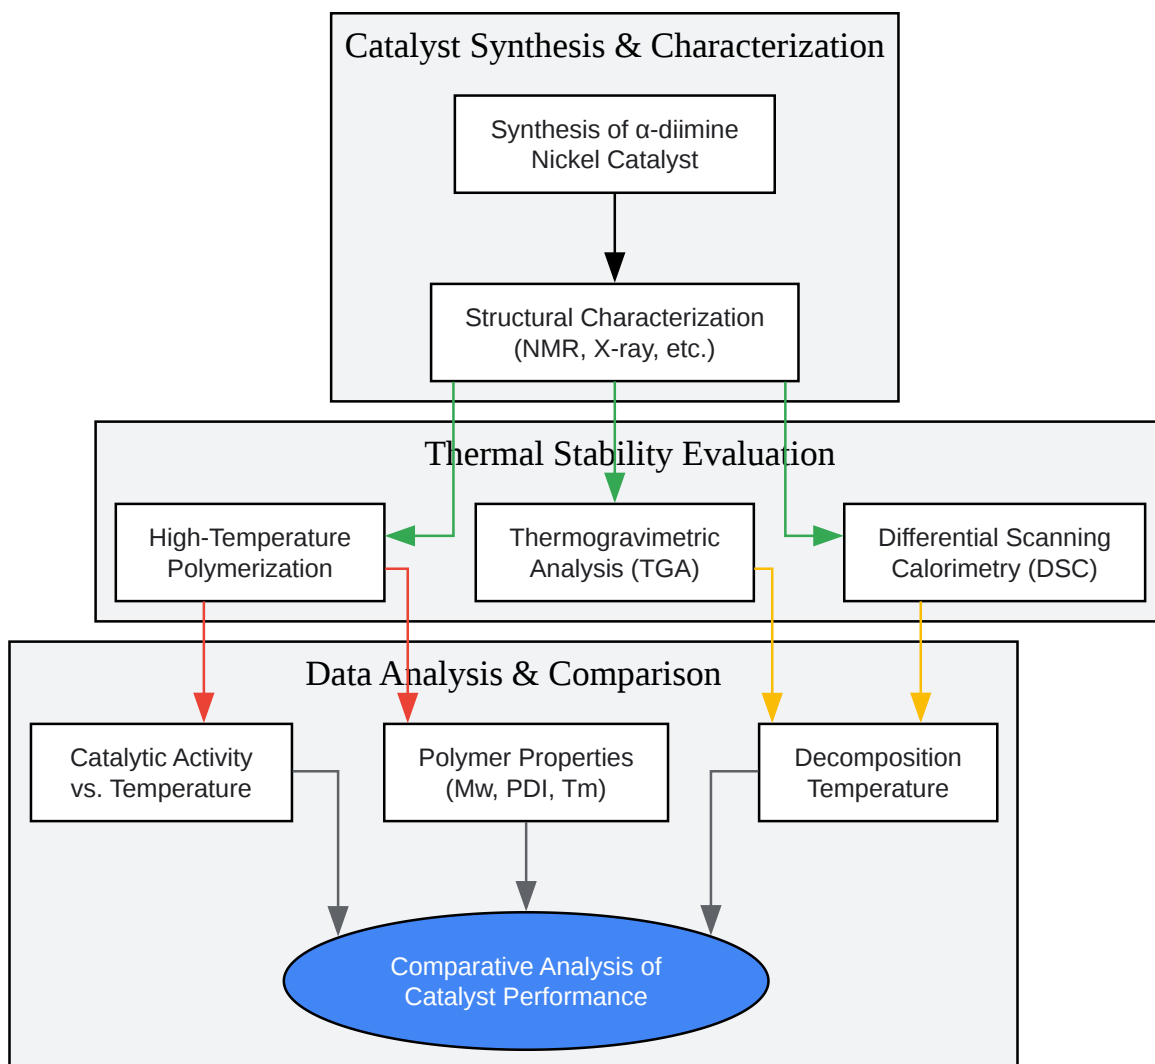 Catalyst Synthesis & Characterization
Synthesis of α-diimine
Nickel Catalyst
Structural Characterization
(NMR, X-ray, etc.)
Thermal Stability Evaluation
High-Temperature
Polymerization
Thermogravimetric
Analysis (TGA)
Differential Scanning
Calorimetry (DSC)
Data Analysis & Comparison
Catalytic Activity
vs. Temperature
Polymer Properties
(Mw, PDI, Tm)
Decomposition
Temperature
Comparative Analysis of
Catalyst Performance